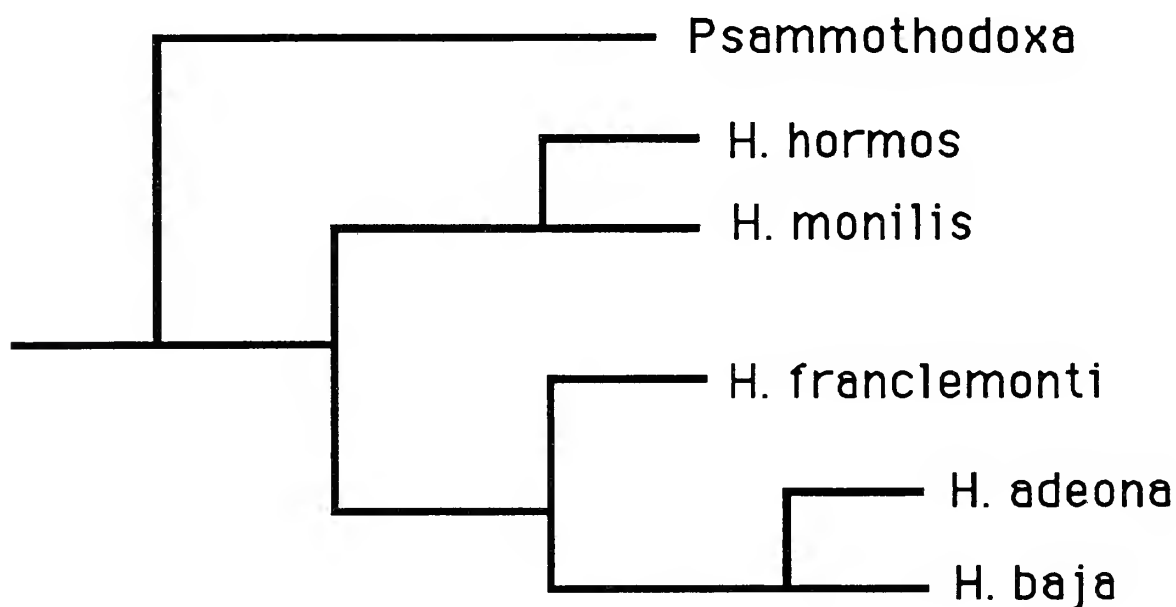 Psammothodoxa
H. hormos
H. monilis
H. franclemonti
H. adeona
H. baja